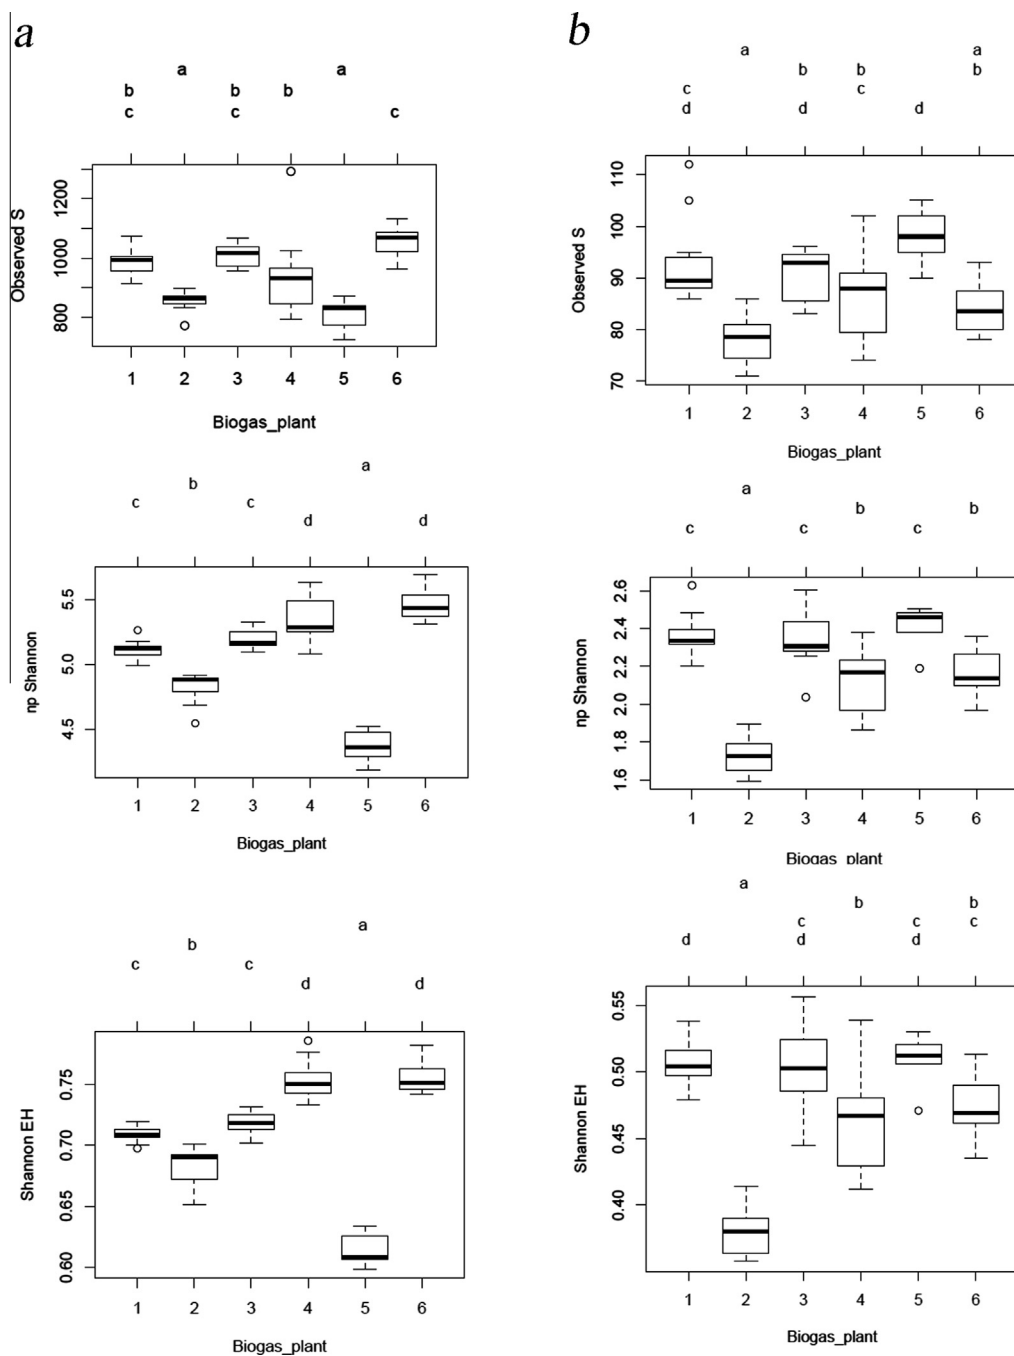 a
a a
b b b
c c c
Observed S
800 1000 1200
1 2 3 4 5 6
Biogas_plant
a
b
c c
d d
np Shannon
4.5 5.0 5.5
1 2 3 4 5 6
Biogas_plant
a
b
c c
d d
Shannon EH
0.60 0.65 0.70 0.75
1 2 3 4 5 6
Biogas_plant
b
a a
b b b
c c
d d d
Observed S
70 80 90 100 110
1 2 3 4 5 6
Biogas_plant
a
b b
c c c
np Shannon
1.6 1.8 2.0 2.2 2.4 2.6
1 2 3 4 5 6
Biogas_plant
a
b b
c c c
d d d
Shannon EH
0.40 0.45 0.50 0.55
1 2 3 4 5 6
Biogas_plant